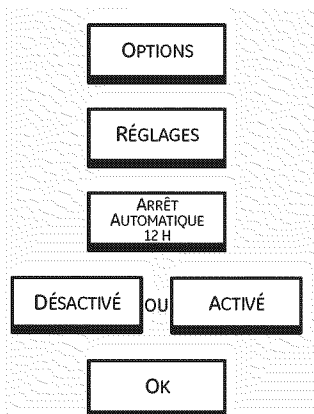 OPTIONS
RÉGLAGES
ARRÊT
AUTOMATIQUE
12 H
DÉSACTIVÉ OU ACTIVÉ
OK